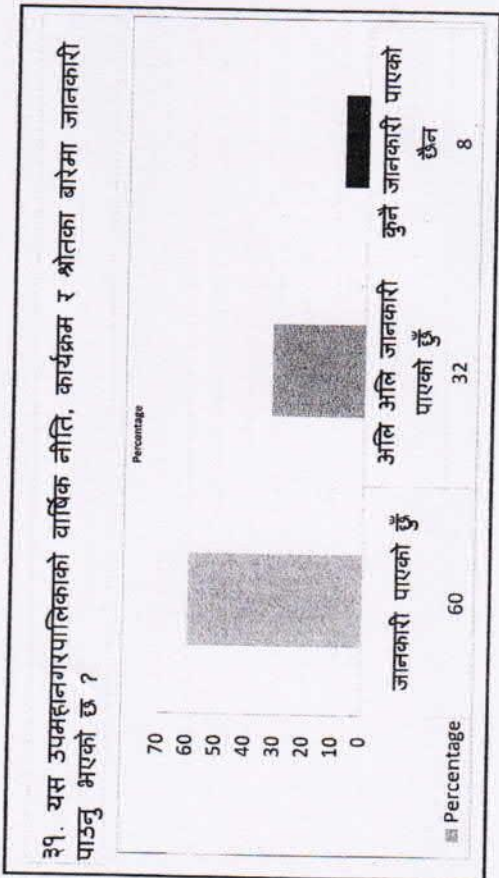 ३१. यस उपमहानगरपालिकाको वार्षिक नीति, कार्यक्रम र श्रोतका बारेमा जानकारी
पाउनु भएको छ ?
Percentage
70
60
50
40
30
20
10
0
जानकारी पाएको छुँ
अलि अलि जानकारी
पाएको छुँ
कुनै जानकारी पाएको
छैन
Percentage
60
32
8